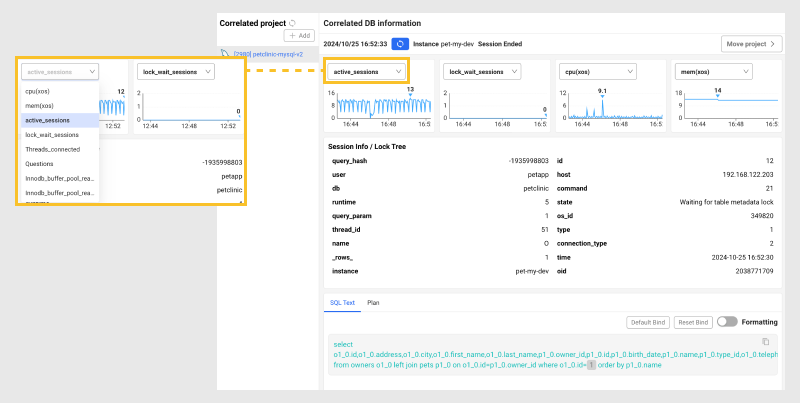 Correlated project
Add
[2980] petclinic-mysql-v2
active_sessions
lock_wait_sessions
cpu(xos)
mem(xos)
active_sessions
lock_wait_sessions
Threads_connected
Questions
Innodb_buffer_pool_rea...
Innodb_buffer_pool_rea...
12
12:52
2
1
0
0
12:44 12:48 12:52
-1935998803
petapp
petclinic
Correlated DB information
2024/10/25 16:52:33 Instance pet-my-dev Session Ended
Move project
active_sessions
lock_wait_sessions
cpu(xos)
mem(xos)
16
8
0
13
16:44 16:48 16:5
2
1
0
0
16:44 16:48 16:5
12
6
0
9.1
16:44 16:48 16:5
18
9
0
14
16:44 16:48 16:5
Session Info / Lock Tree
query_hash -1935998803 id 12
user petapp host 192.168.122.203
db petclinic command 21
runtime 5 state Waiting for table metadata lock
query_param 1 os_id 349820
thread_id 51 type 1
name O connection_type 2
_rows_ 1 time 2024-10-25 16:52:30
instance pet-my-dev oid 2038771709
SQL Text Plan
Default Bind Reset Bind Formatting
select
o1_0.id,o1_0.address,o1_0.city,o1_0.first_name,o1_0.last_name,p1_0.owner_id,p1_0.id,p1_0.birth_date,p1_0.name,p1_0.type_id,o1_0.teleph
from owners o1_0 left join pets p1_0 on o1_0.id=p1_0.owner_id where o1_0.id= 1 order by p1_0.name